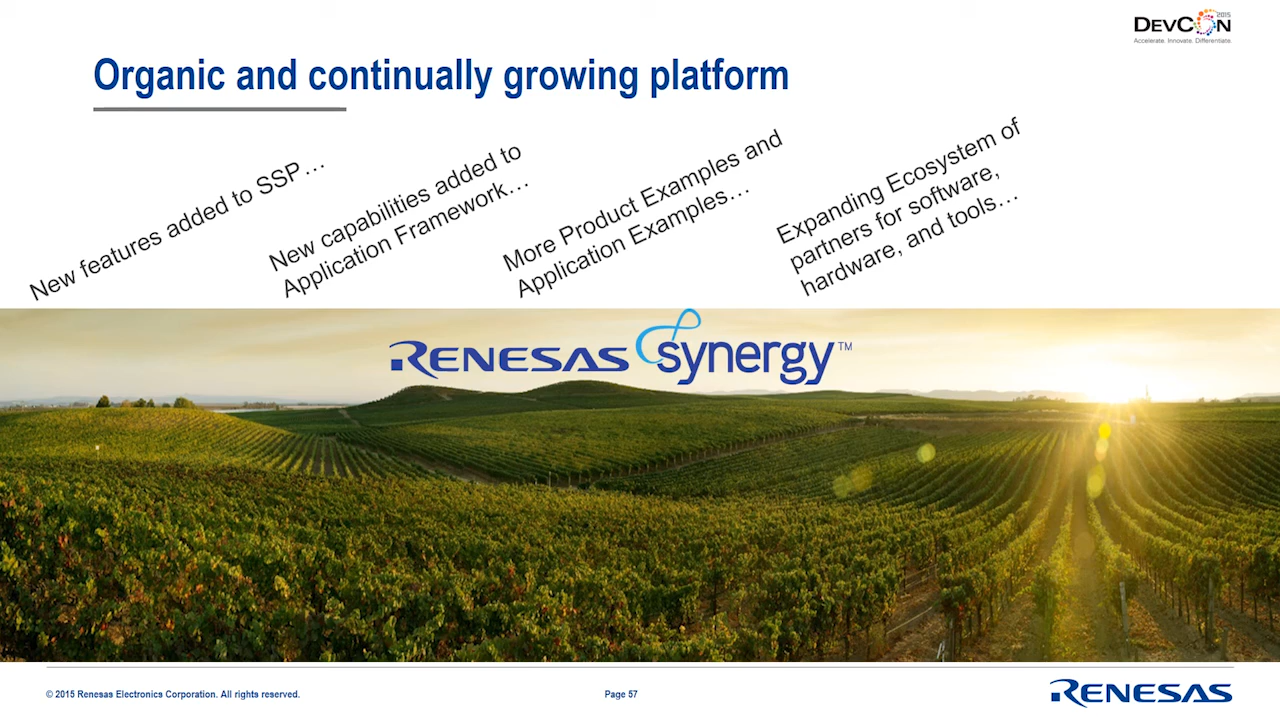 DEVCON 2015
Accelerate. Innovate. Differentiate.
Organic and continually growing platform
New features added to SSP…
New capabilities added to
Application Framework…
More Product Examples and
Application Examples…
Expanding Ecosystem of
partners for software,
hardware, and tools…
RENESAS synergy™
© 2015 Renesas Electronics Corporation. All rights reserved.
Page 57
RENESAS